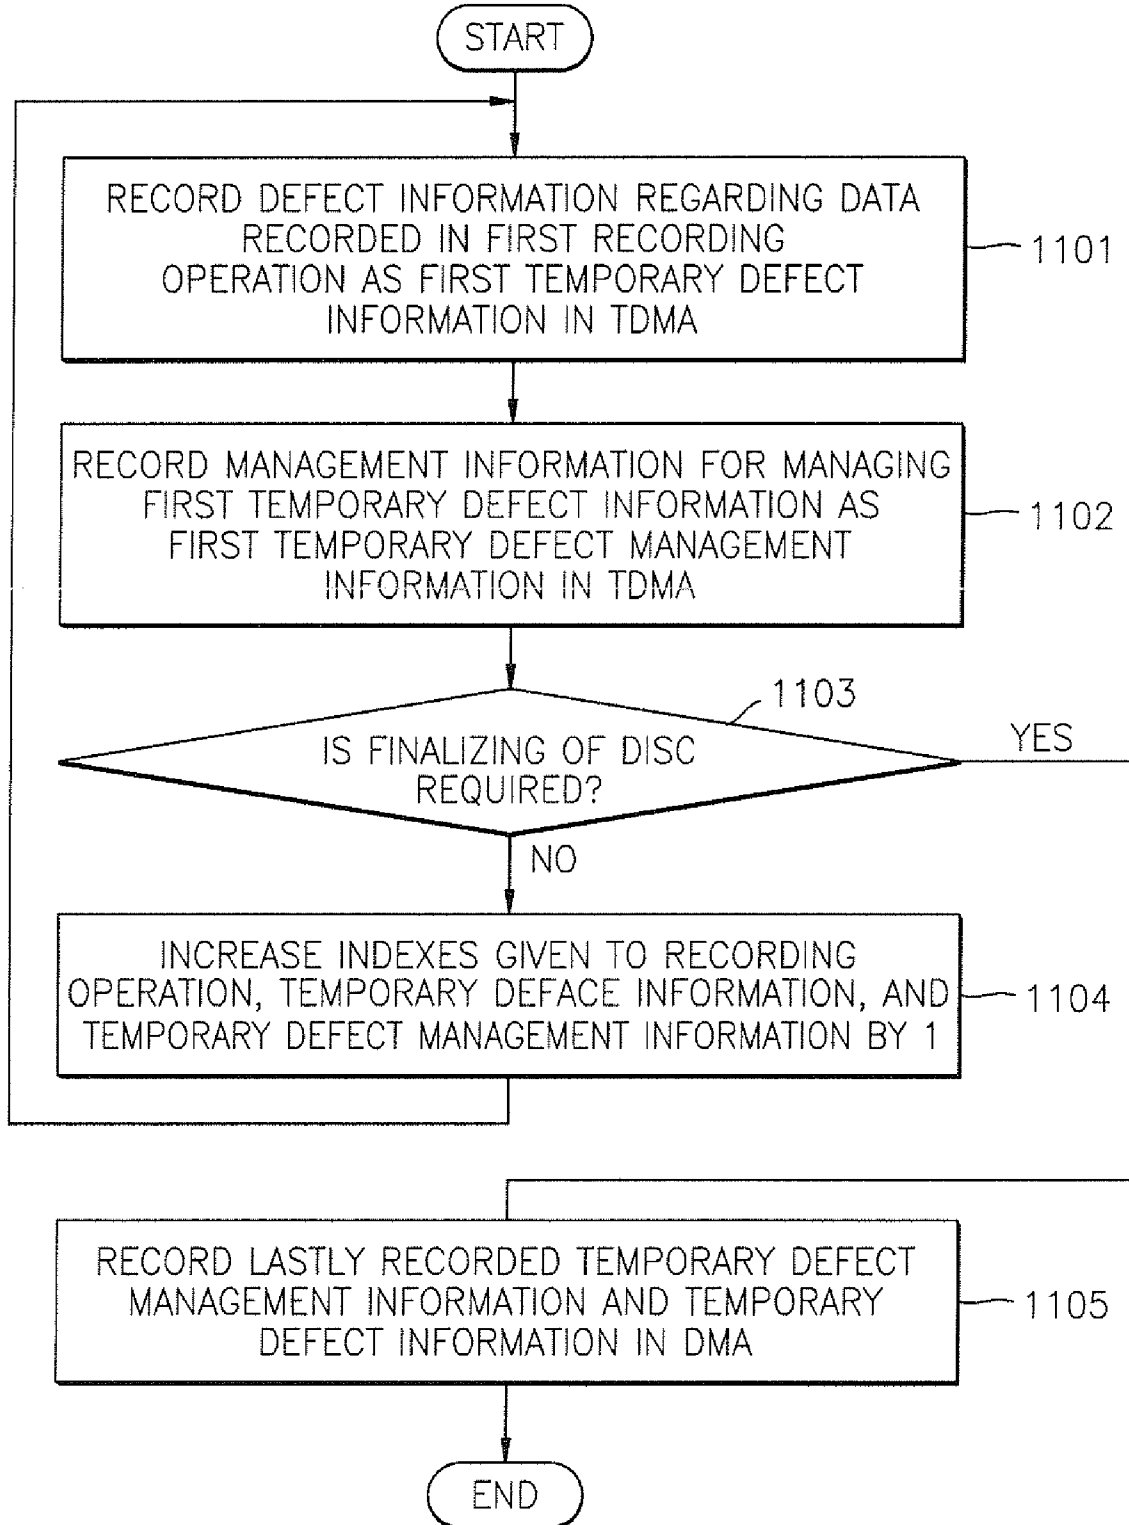 START
RECORD DEFECT INFORMATION REGARDING DATA
RECORDED IN FIRST RECORDING
OPERATION AS FIRST TEMPORARY DEFECT
INFORMATION IN TDMA
1101
RECORD MANAGEMENT INFORMATION FOR MANAGING
FIRST TEMPORARY DEFECT INFORMATION AS
FIRST TEMPORARY DEFECT MANAGEMENT
INFORMATION IN TDMA
1102
1103
IS FINALIZING OF DISC
REQUIRED?
YES
NO
INCREASE INDEXES GIVEN TO RECORDING
OPERATION, TEMPORARY DEFACE INFORMATION, AND
TEMPORARY DEFECT MANAGEMENT INFORMATION BY 1
1104
RECORD LASTLY RECORDED TEMPORARY DEFECT
MANAGEMENT INFORMATION AND TEMPORARY
DEFECT INFORMATION IN DMA
1105
END